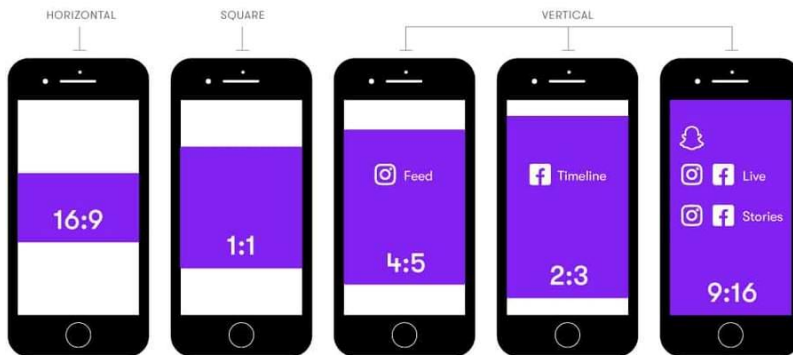 HORIZONTAL
SQUARE
VERTICAL
16:9
1:1
Feed
4:5
Timeline
2:3
Live
Stories
9:16